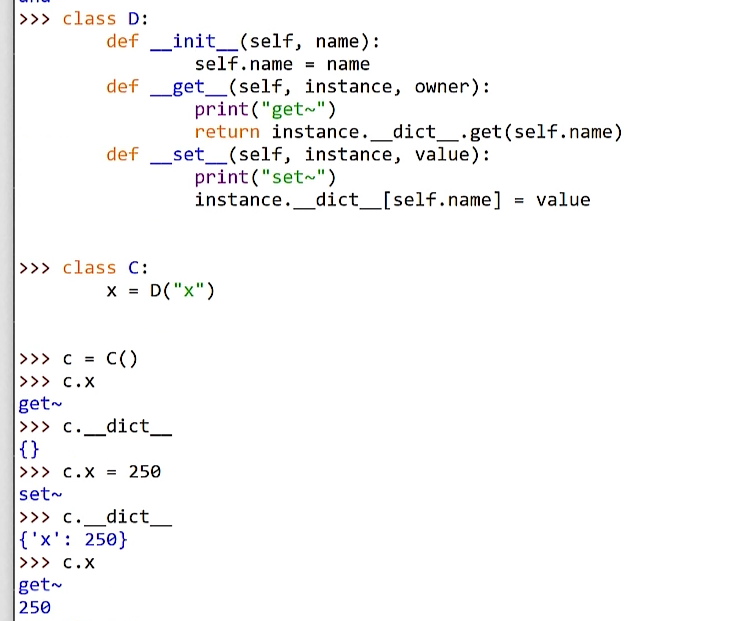 >>> class D:
        def __init__(self, name):
                self.name = name
        def __get__(self, instance, owner):
                print("get~")
                return instance.__dict__.get(self.name)
        def __set__(self, instance, value):
                print("set~")
                instance.__dict__[self.name] = value
>>> class C:
        x = D("x")
>>> c = C()
>>> c.x
get~
>>> c.__dict__
{}
>>> c.x = 250
set~
>>> c.__dict__
{'x': 250}
>>> c.x
get~
250